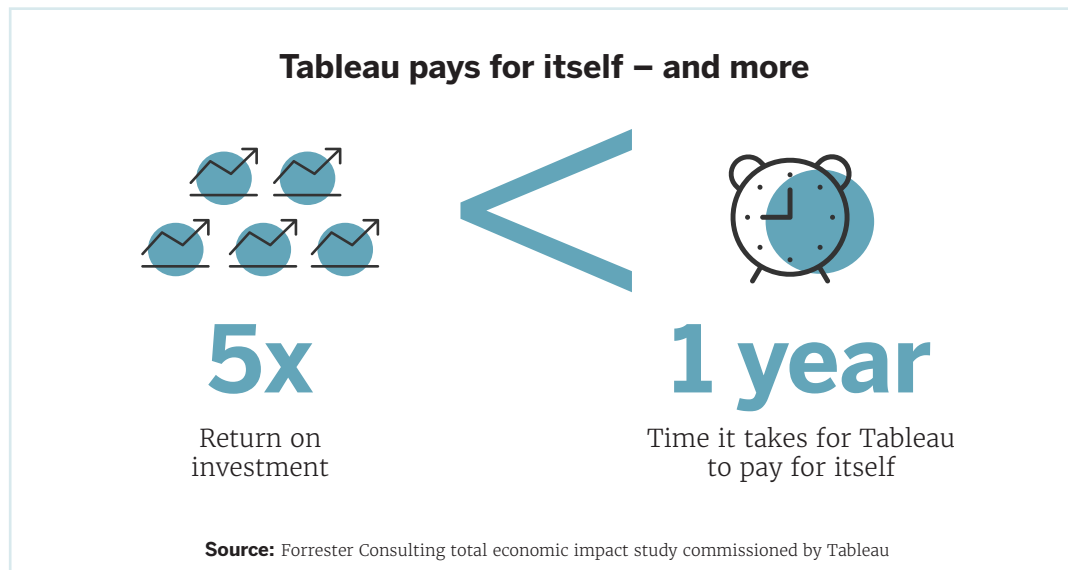 Tableau pays for itself – and more
<
5x
Return on
investment
1 year
Time it takes for Tableau
to pay for itself
Source: Forrester Consulting total economic impact study commissioned by Tableau